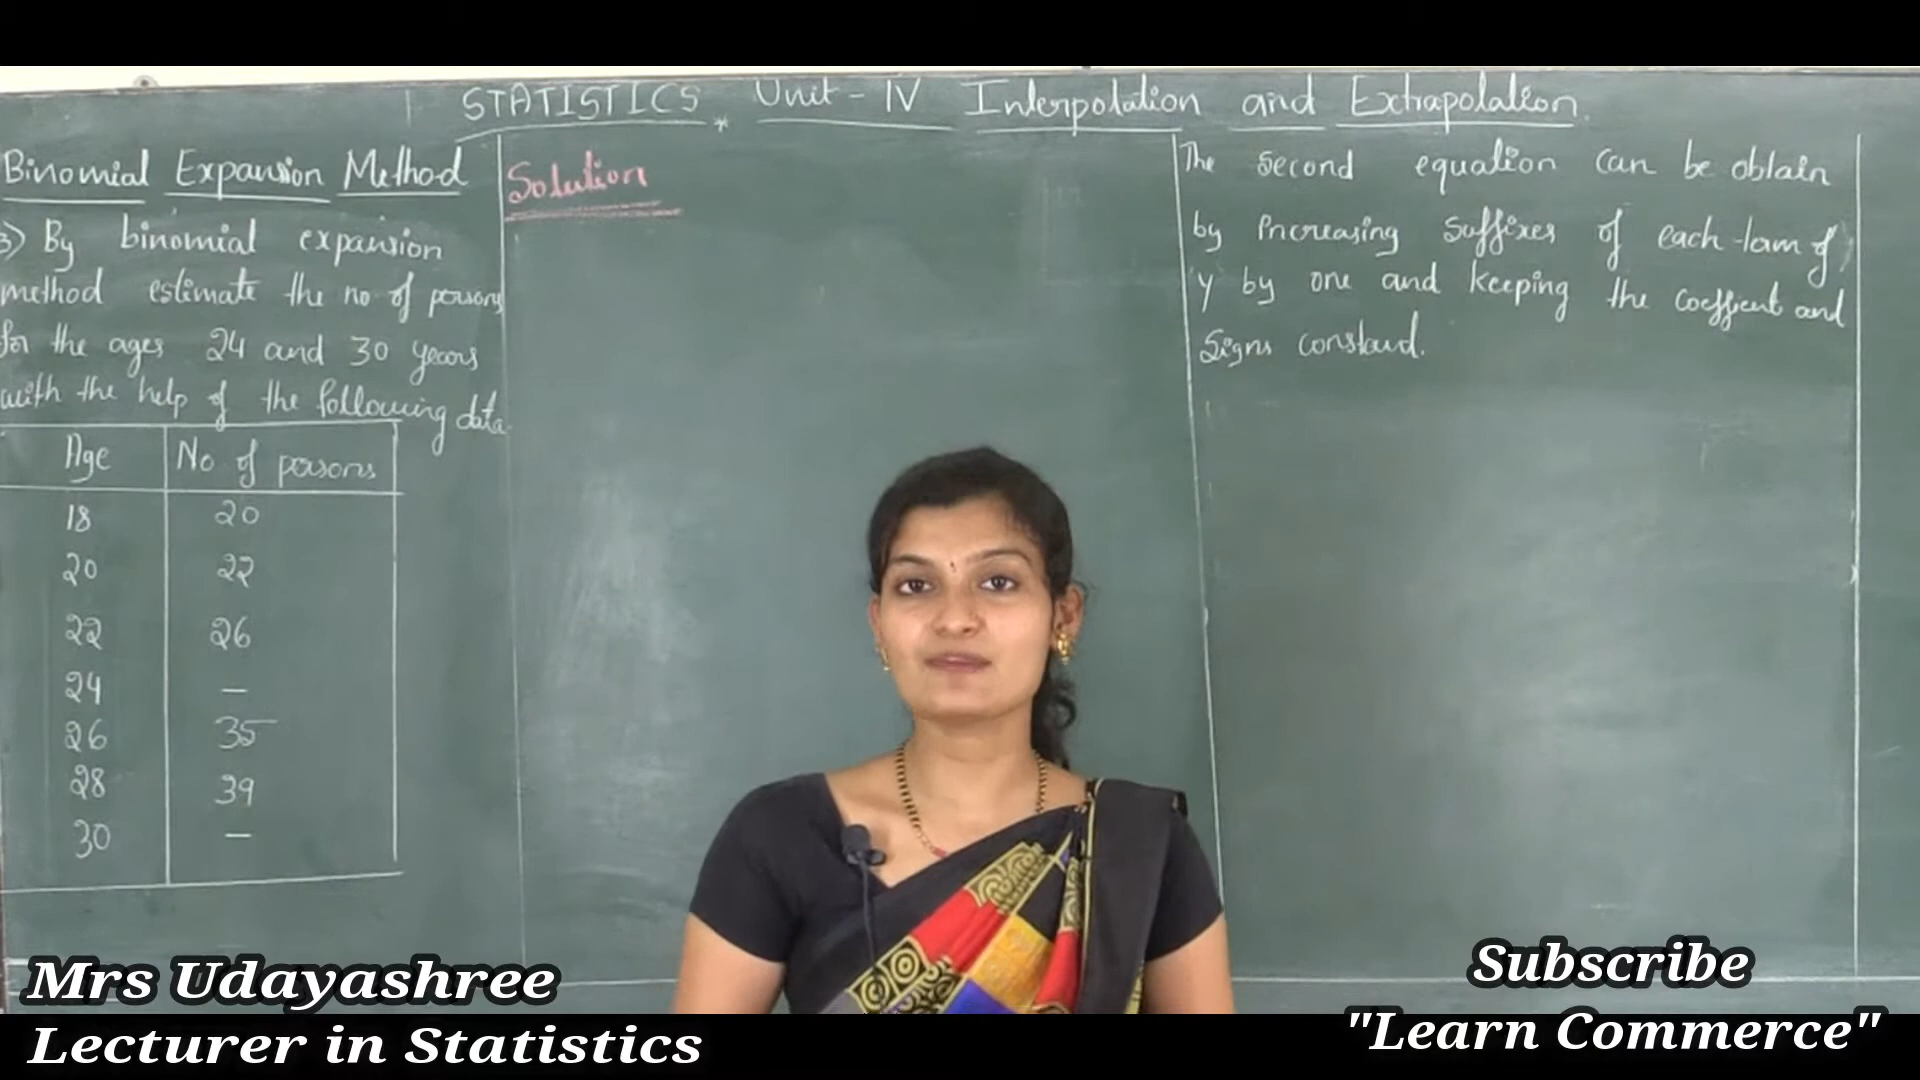 STATISTICS Unit - IV Interpolation and Extrapolation.
Binomial Expansion Method
3) By binomial expansion
method estimate the no of persons
for the ages 24 and 30 years
with the help of the following data.
Age No of persons
18 20
20 22
22 26
24 —
26 35
28 39
30 —
Solution
The second equation can be obtain
by increasing suffixes of each tam of
y by one and keeping the coeffient and
signs constand.
Mrs Udayashree
Lecturer in Statistics
Subscribe
"Learn Commerce"